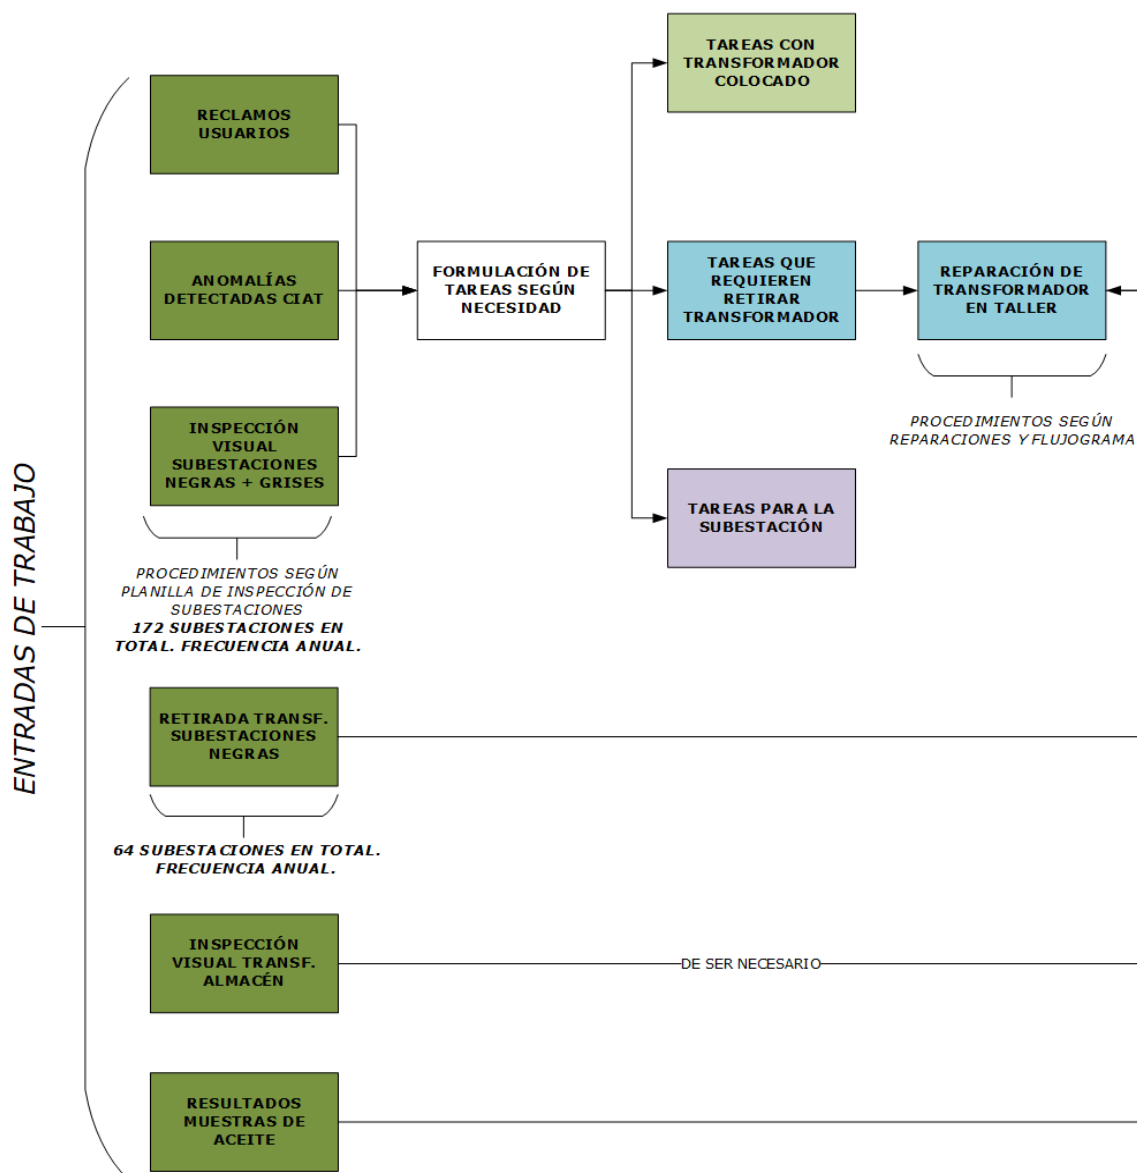 ENTRADAS DE TRABAJO
RECLAMOS
USUARIOS
ANOMALÍAS
DETECTADAS CIAT
INSPECCIÓN
VISUAL
SUBESTACIONES
NEGRAS + GRISES
PROCEDIMIENTOS SEGÚN
PLANILLA DE INSPECCIÓN DE
SUBESTACIONES
172 SUBESTACIONES EN
TOTAL. FRECUENCIA ANUAL.
RETIRADA TRANSF.
SUBESTACIONES
NEGRAS
64 SUBESTACIONES EN TOTAL.
FRECUENCIA ANUAL.
INSPECCIÓN
VISUAL TRANSF.
ALMACÉN
DE SER NECESARIO
RESULTADOS
MUESTRAS DE
ACEITE
FORMULACIÓN DE
TAREAS SEGÚN
NECESIDAD
TAREAS CON
TRANSFORMADOR
COLOCADO
TAREAS QUE
REQUIEREN
RETIRAR
TRANSFORMADOR
REPARACIÓN DE
TRANSFORMADOR
EN TALLER
PROCEDIMIENTOS SEGÚN
REPARACIONES Y FLUJOGRAMA
TAREAS PARA LA
SUBESTACIÓN